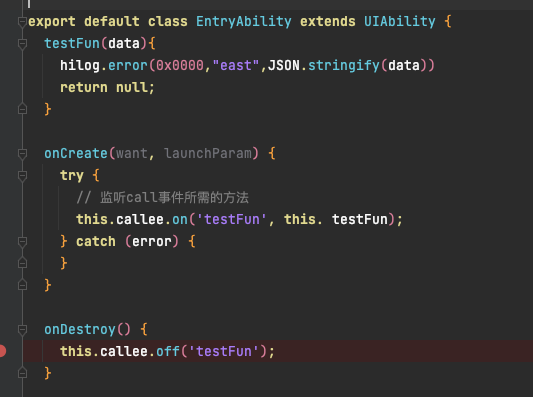 export default class EntryAbility extends UIAbility {
testFun(data){
hilog.error(0x0000,"east",JSON.stringify(data))
return null;
}
onCreate(want, launchParam) {
try {
// 监听call事件所需的方法
this.callee.on('testFun', this. testFun);
} catch (error) {
}
}
onDestroy() {
this.callee.off('testFun');
}